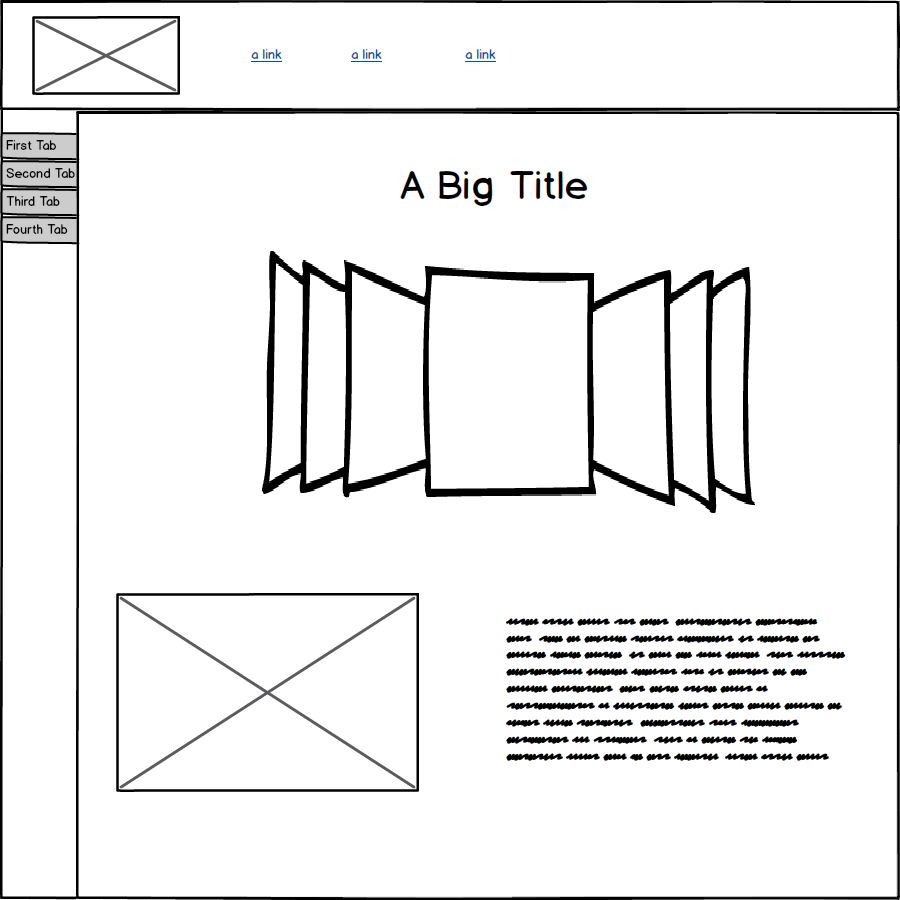 a link a link a link
First Tab
Second Tab
Third Tab
Fourth Tab
A Big Title